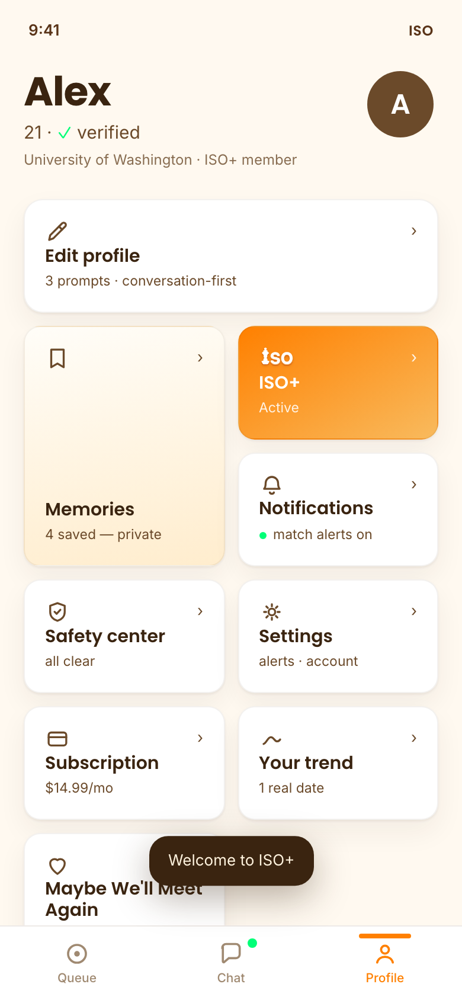 9:41
ISO
Alex
A
21 · ✓ verified
University of Washington · ISO+ member
Edit profile
3 prompts · conversation-first
Memories
4 saved — private
iso
ISO+
Active
Notifications
match alerts on
Safety center
all clear
Settings
alerts · account
Subscription
$14.99/mo
Your trend
1 real date
Welcome to ISO+
Maybe We'll Meet
Again
Queue
Chat
Profile